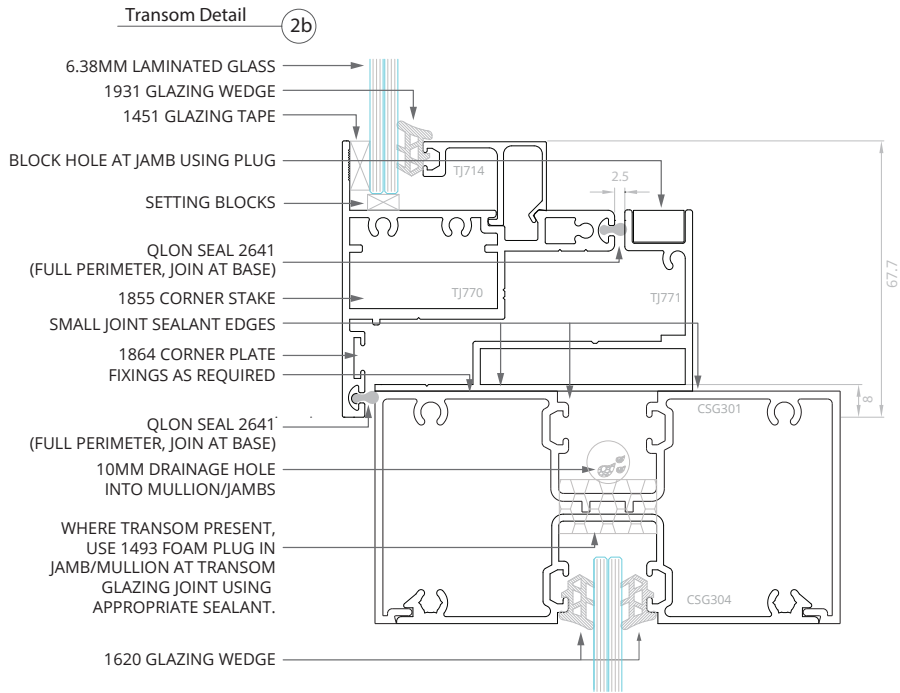 Transom Detail
2b
6.38MM LAMINATED GLASS
1931 GLAZING WEDGE
1451 GLAZING TAPE
BLOCK HOLE AT JAMB USING PLUG
TJ714
2.5
SETTING BLOCKS
QLON SEAL 2641
(FULL PERIMETER, JOIN AT BASE)
67.7
1855 CORNER STAKE
TJ770
TJ771
SMALL JOINT SEALANT EDGES
1864 CORNER PLATE
FIXINGS AS REQUIRED
8
CSG301
QLON SEAL 2641
(FULL PERIMETER, JOIN AT BASE)
10MM DRAINAGE HOLE
INTO MULLION/JAMBS
WHERE TRANSOM PRESENT,
USE 1493 FOAM PLUG IN
JAMB/MULLION AT TRANSOM
GLAZING JOINT USING
APPROPRIATE SEALANT.
CSG304
1620 GLAZING WEDGE